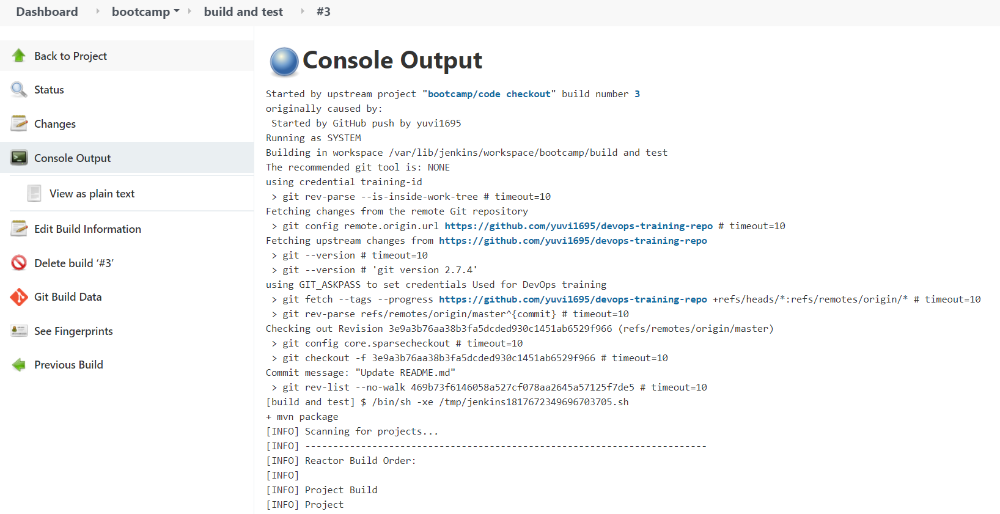 Dashboard bootcamp build and test #3
Back to Project
Status
Changes
Console Output
View as plain text
Edit Build Information
Delete build ‘#3’
Git Build Data
See Fingerprints
Previous Build
Console Output
Started by upstream project "bootcamp/code checkout" build number 3
originally caused by:
Started by GitHub push by yuvi1695
Running as SYSTEM
Building in workspace /var/lib/jenkins/workspace/bootcamp/build and test
The recommended git tool is: NONE
using credential training-id
> git rev-parse --is-inside-work-tree # timeout=10
Fetching changes from the remote Git repository
> git config remote.origin.url https://github.com/yuvi1695/devops-training-repo # timeout=10
Fetching upstream changes from https://github.com/yuvi1695/devops-training-repo
> git --version # timeout=10
> git --version # 'git version 2.7.4'
using GIT_ASKPASS to set credentials Used for DevOps training
> git fetch --tags --progress https://github.com/yuvi1695/devops-training-repo +refs/heads/*:refs/remotes/origin/* # timeout=10
> git rev-parse refs/remotes/origin/master^{commit} # timeout=10
Checking out Revision 3e9a3b76aa38b3fa5dcded930c1451ab6529f966 (refs/remotes/origin/master)
> git config core.sparsecheckout # timeout=10
> git checkout -f 3e9a3b76aa38b3fa5dcded930c1451ab6529f966 # timeout=10
Commit message: "Update README.md"
> git rev-list --no-walk 469b73f6146058a527cf078aa2645a57125f7de5 # timeout=10
[build and test] $ /bin/sh -xe /tmp/jenkins1817672349696703705.sh
+ mvn package
[INFO] Scanning for projects...
[INFO] ------------------------------------------------------------------------
[INFO] Reactor Build Order:
[INFO]
[INFO] Project Build
[INFO] Project